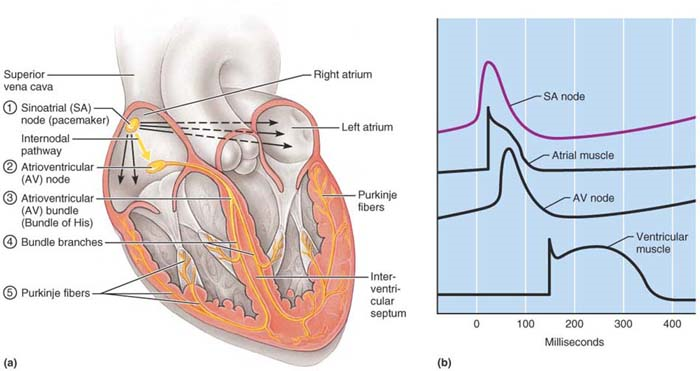 Superior
vena cava
① Sinoatrial (SA)
node (pacemaker)
Internodal
pathway
② Atrioventricular
(AV) node
③ Atrioventricular
(AV) bundle
(Bundle of His)
④ Bundle branches
⑤ Purkinje fibers
Right atrium
Left atrium
Purkinje
fibers
Inter-
ventri-
cular
septum
(a)
SA node
Atrial muscle
AV node
Ventricular
muscle
0 100 200 300 400
Milliseconds
(b)